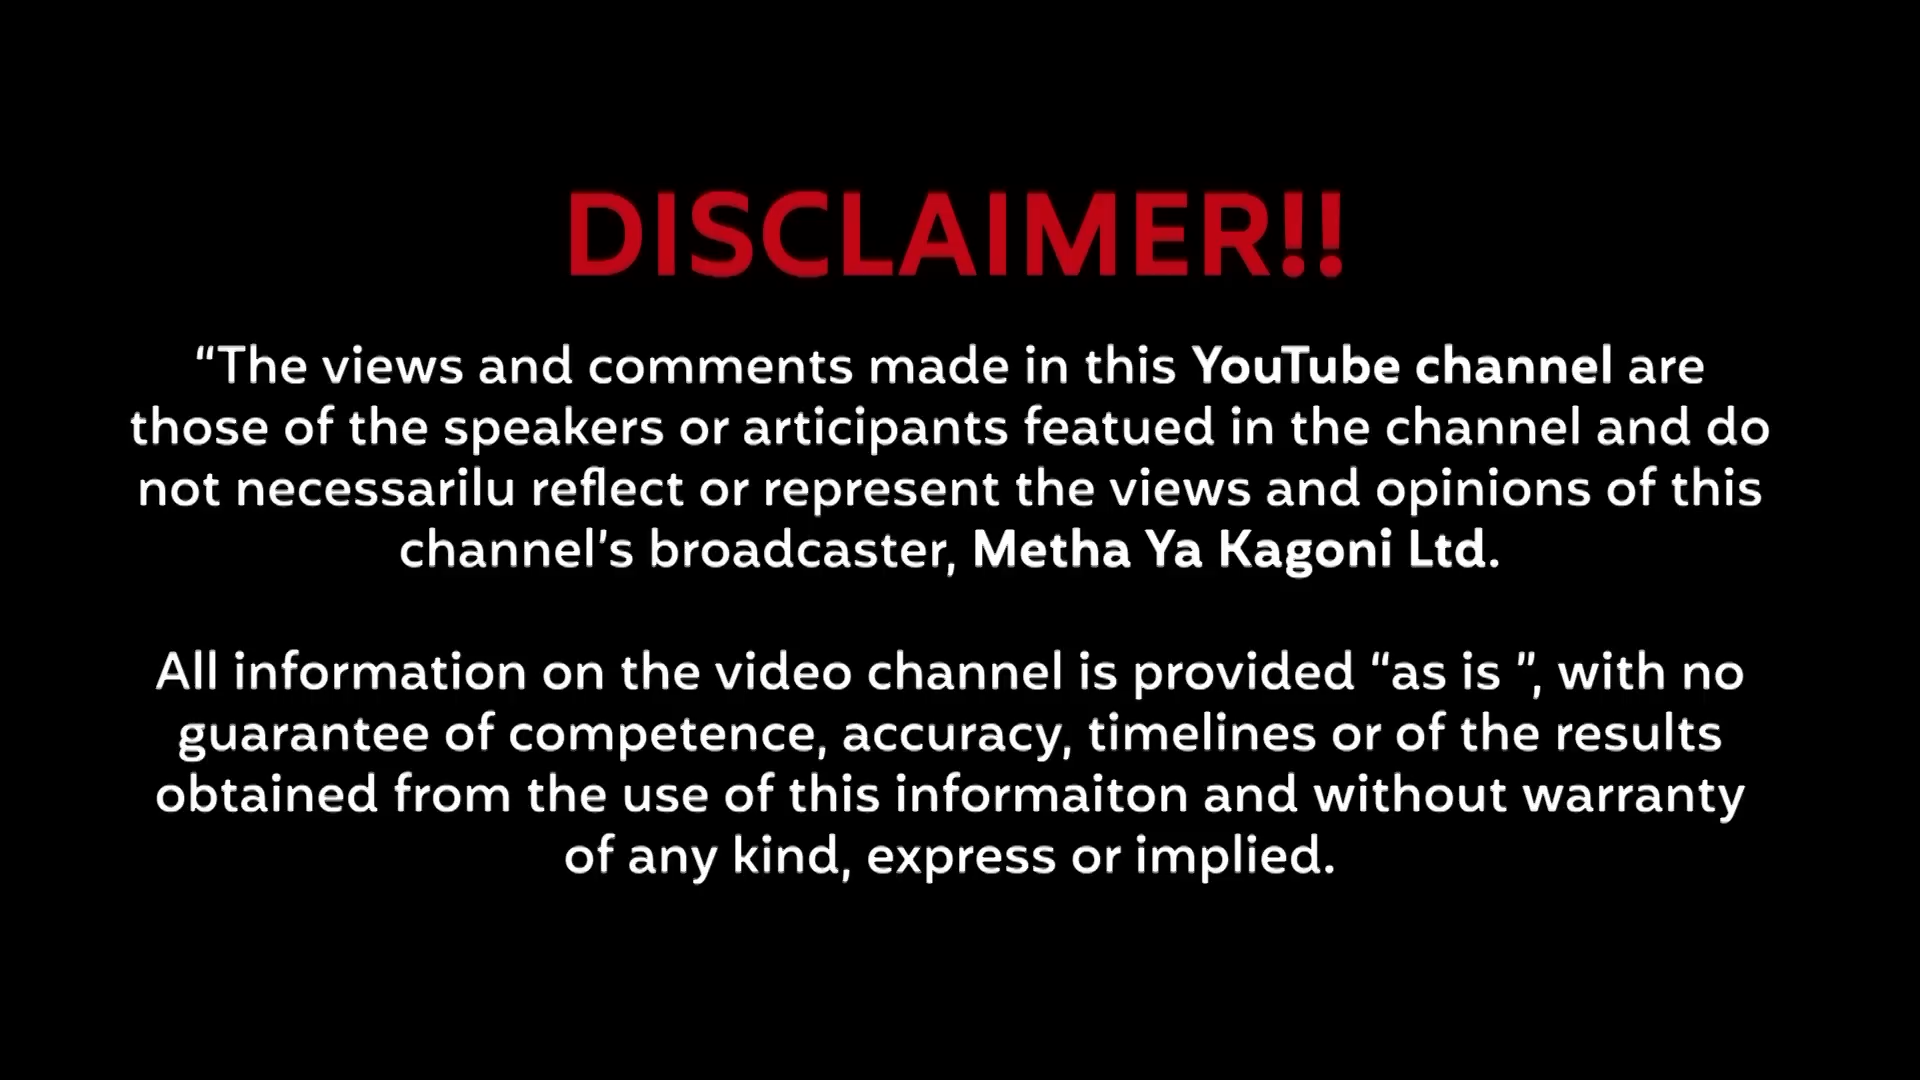 DISCLAIMER!!
“The views and comments made in this YouTube channel are
those of the speakers or articipants featued in the channel and do
not necessarilu reflect or represent the views and opinions of this
channel’s broadcaster, Metha Ya Kagoni Ltd.
All information on the video channel is provided “as is ”, with no
guarantee of competence, accuracy, timelines or of the results
obtained from the use of this informaiton and without warranty
of any kind, express or implied.